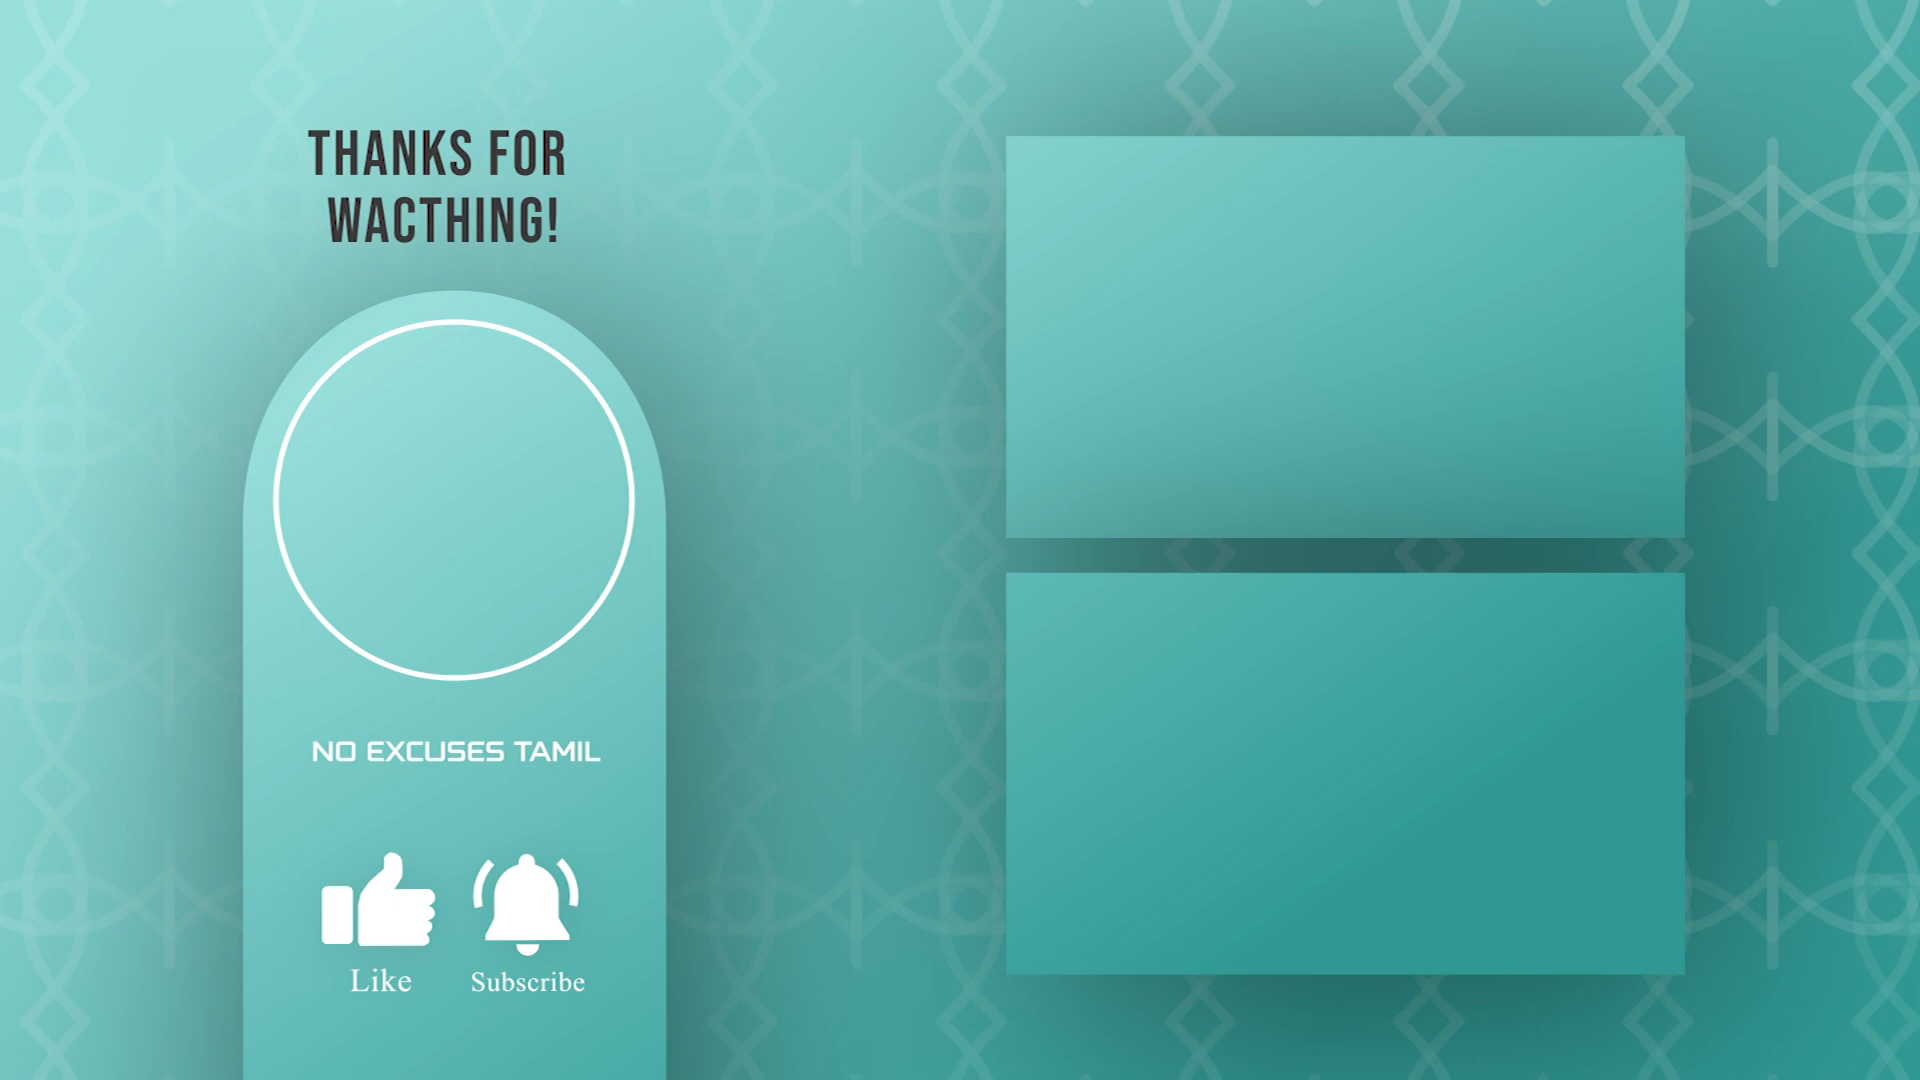 THANKS FOR
WACTHING!
NO EXCUSES TAMIL
Like
Subscribe